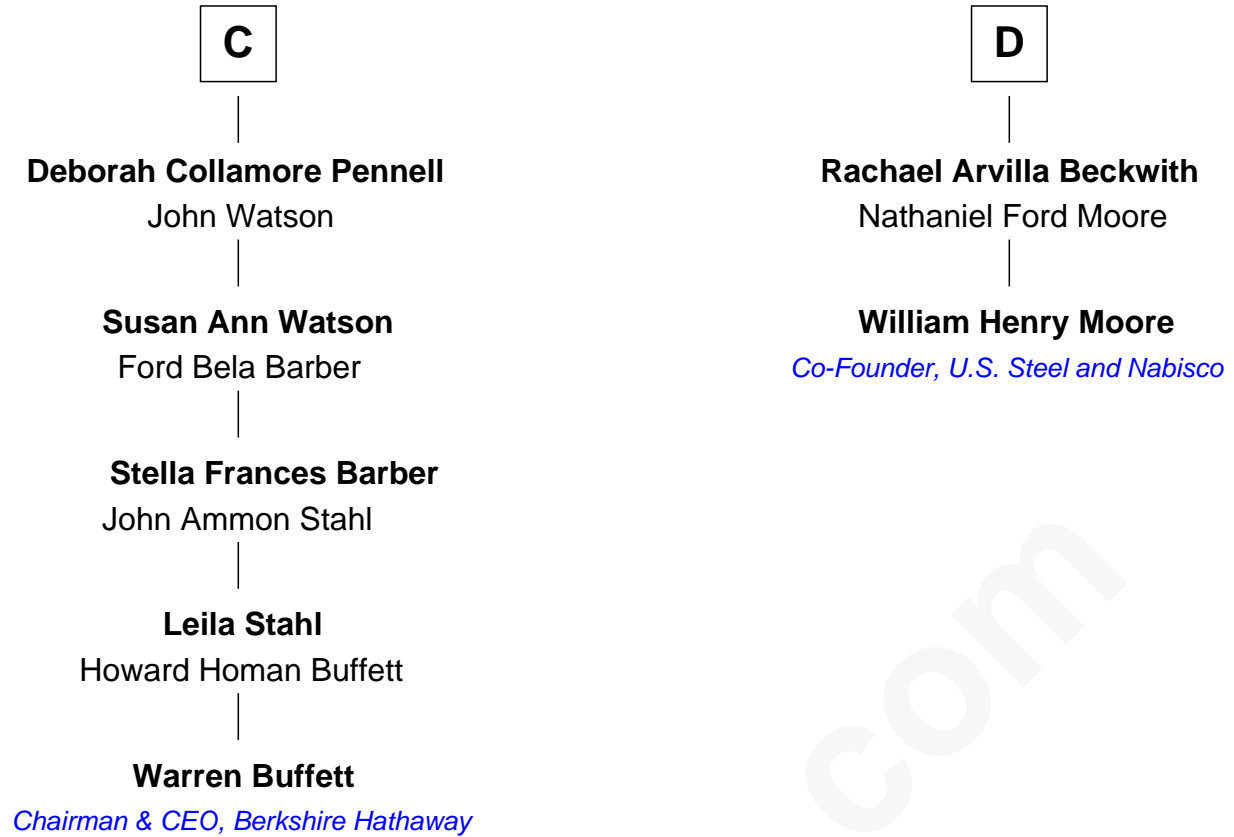 C
Deborah Collamore Pennell
John Watson
Susan Ann Watson
Ford Bela Barber
Stella Frances Barber
John Ammon Stahl
Leila Stahl
Howard Homan Buffett
Warren Buffett
Chairman & CEO, Berkshire Hathaway
D
Rachael Arvilla Beckwith
Nathaniel Ford Moore
William Henry Moore
Co-Founder, U.S. Steel and Nabisco
com